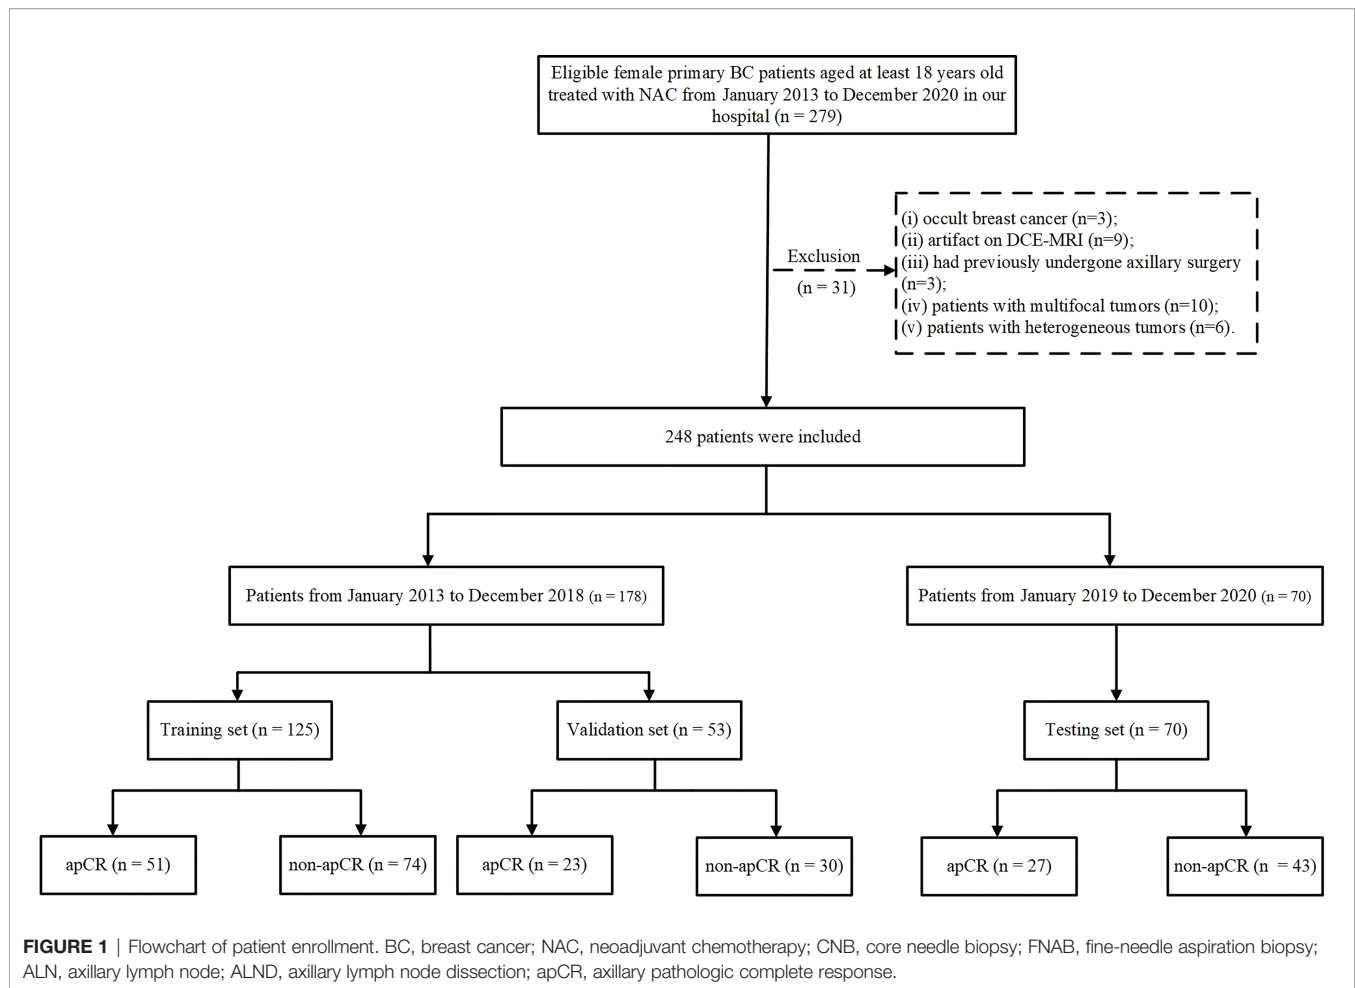 Eligible female primary BC patients aged at least 18 years old
treated with NAC from January 2013 to December 2020 in our
hospital (n = 279)
Exclusion
(n = 31)
(i) occult breast cancer (n=3);
(ii) artifact on DCE-MRI (n=9);
(iii) had previously undergone axillary surgery
(n=3);
(iv) patients with multifocal tumors (n=10);
(v) patients with heterogeneous tumors (n=6).
248 patients were included
Patients from January 2013 to December 2018 (n = 178)
Patients from January 2019 to December 2020 (n = 70)
Training set (n = 125)
Validation set (n = 53)
Testing set (n = 70)
apCR (n = 51)
non-apCR (n = 74)
apCR (n = 23)
non-apCR (n = 30)
apCR (n = 27)
non-apCR (n = 43)
FIGURE 1 | Flowchart of patient enrollment. BC, breast cancer; NAC, neoadjuvant chemotherapy; CNB, core needle biopsy; FNAB, fine-needle aspiration biopsy;
ALN, axillary lymph node; ALND, axillary lymph node dissection; apCR, axillary pathologic complete response.